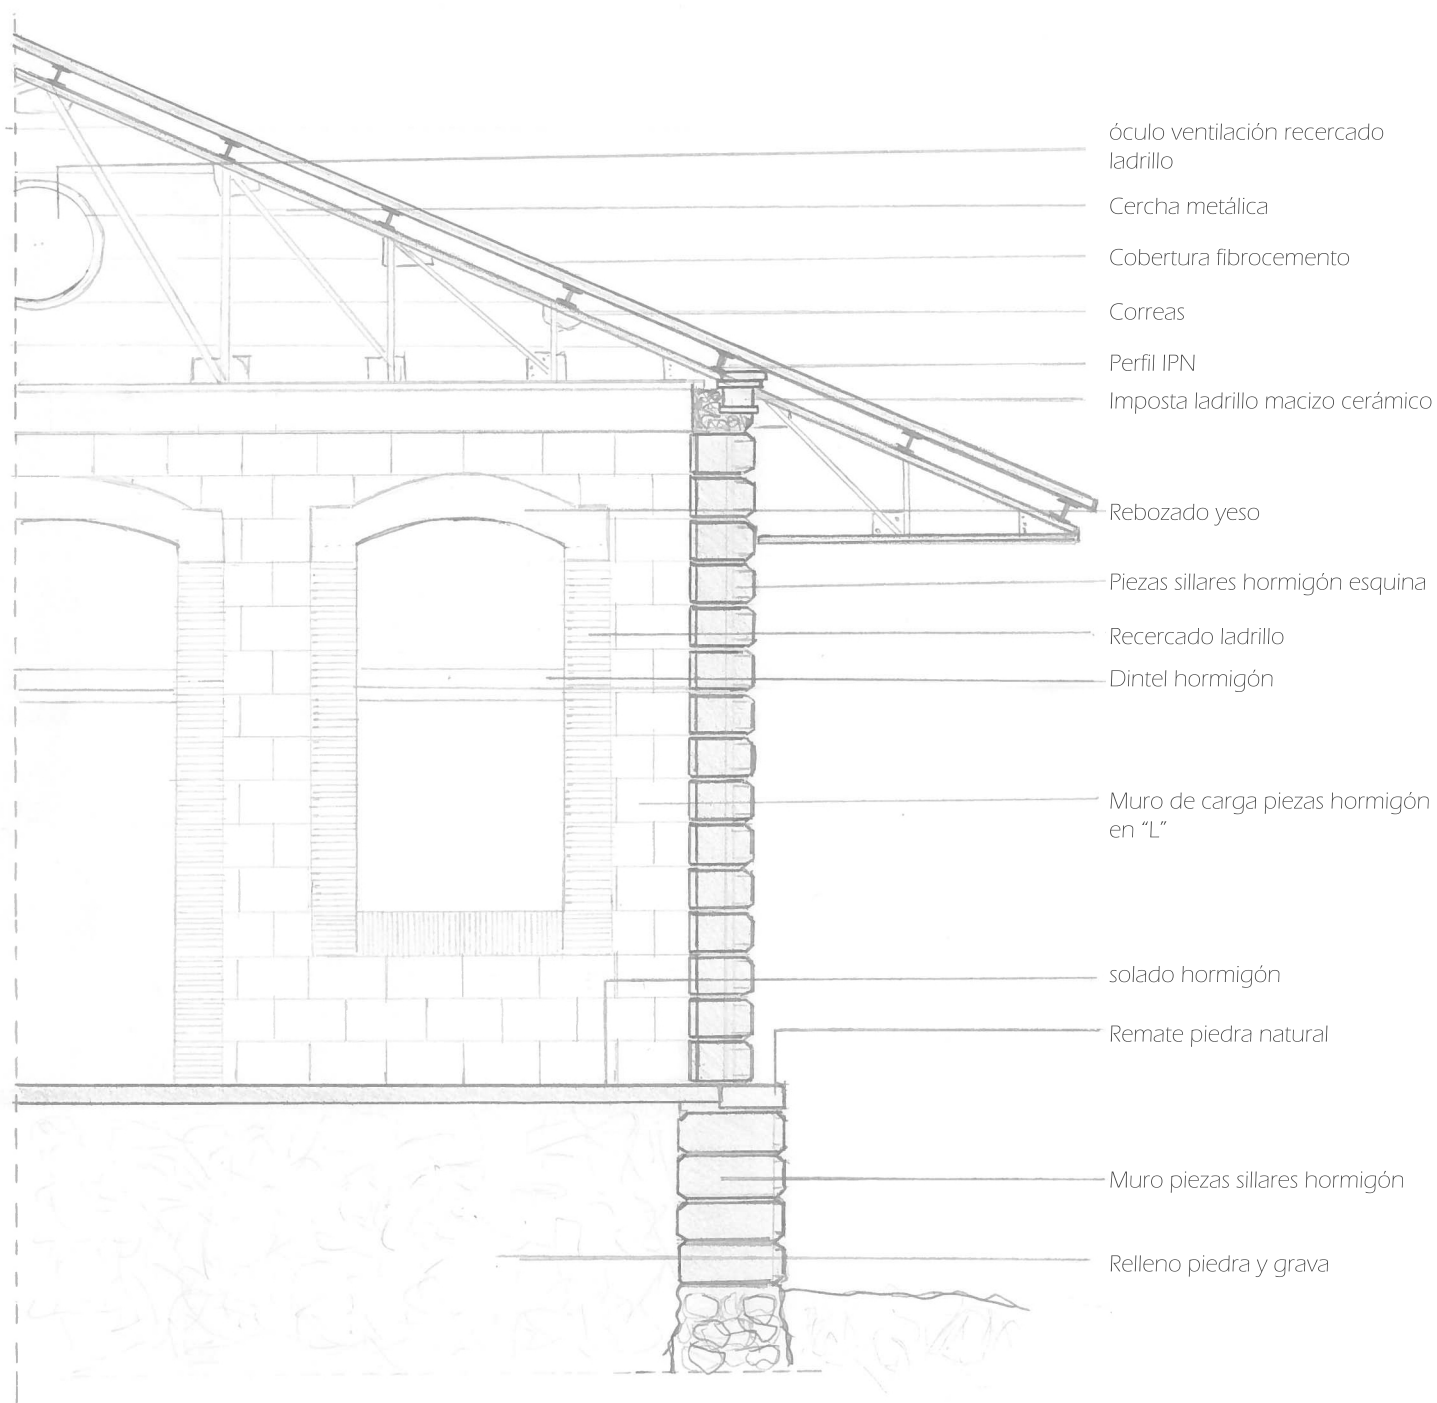 óculo ventilación recercado
ladrillo
Cercha metálica
Cobertura fibrocemento
Correas
Perfil IPN
Imposta ladrillo macizo cerámico
Rebozado yeso
Piezas sillares hormigón esquina
Recercado ladrillo
Dintel hormigón
Muro de carga piezas hormigón
en “L”
solado hormigón
Remate piedra natural
Muro piezas sillares hormigón
Relleno piedra y grava